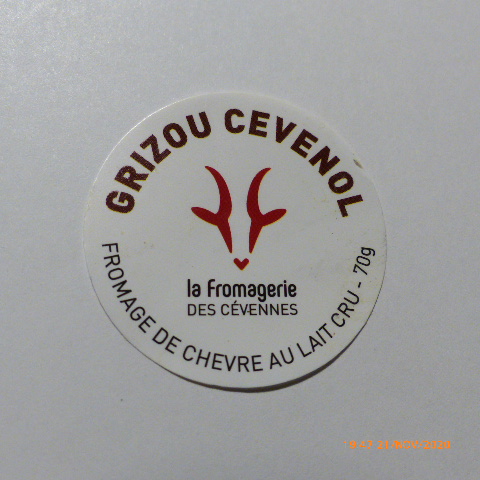 GRIZOU CEVENOL
la Fromagerie
DES CÉVENNES
FROMAGE DE CHEVRE AU LAIT CRU - 70g